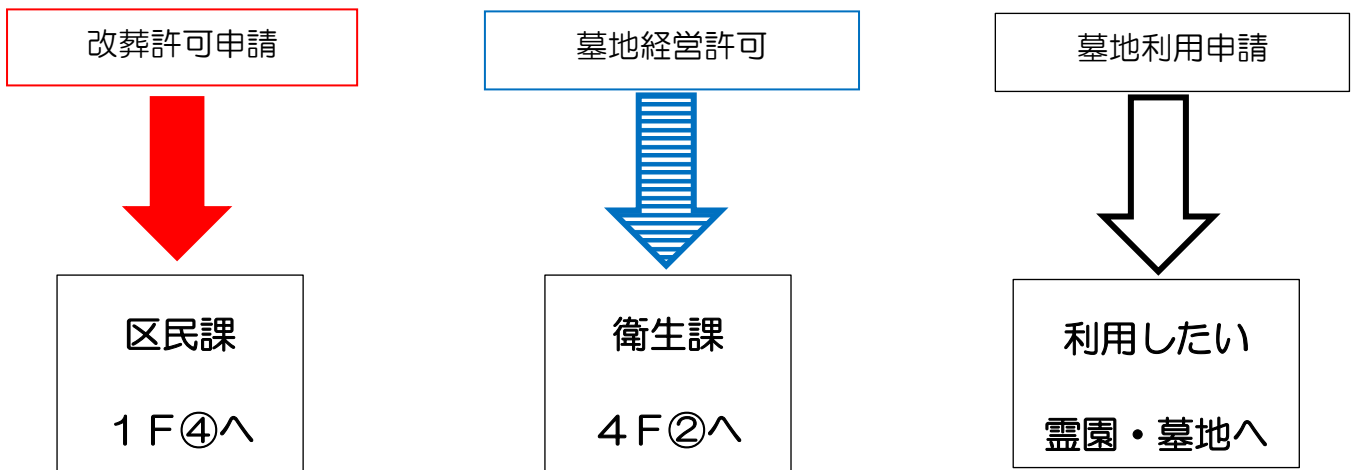 改葬許可申請
墓地経営許可
墓地利用申請
区民課
１Ｆ④へ
衛生課
４Ｆ②へ
利用したい
霊園・墓地へ